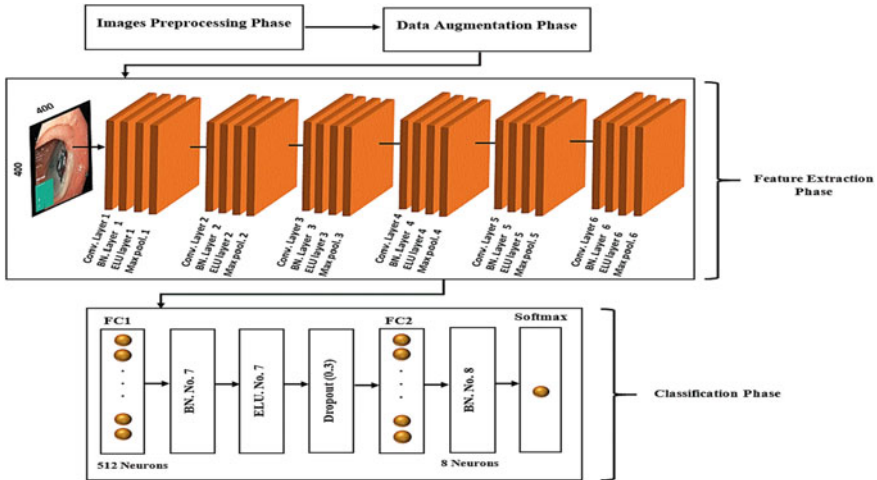 Images Preprocessing Phase
Data Augmentation Phase
400
400
Conv. Layer 1
BN. Layer 1
ELU layer 1
Max pool. 1
Conv. Layer 2
BN. Layer 2
ELU layer 2
Max pool. 2
Conv. Layer 3
BN. Layer 3
ELU layer 3
Max pool. 3
Conv. Layer 4
BN. Layer 4
ELU layer 4
Max pool. 4
Conv. Layer 5
BN. Layer 5
ELU layer 5
Max pool. 5
Conv. Layer 6
BN. Layer 6
ELU layer 6
Max pool. 6
Feature Extraction
Phase
FC1
BN. No. 7
ELU. No. 7
Dropout (0.3)
FC2
BN. No. 8
Softmax
512 Neurons
8 Neurons
Classification Phase